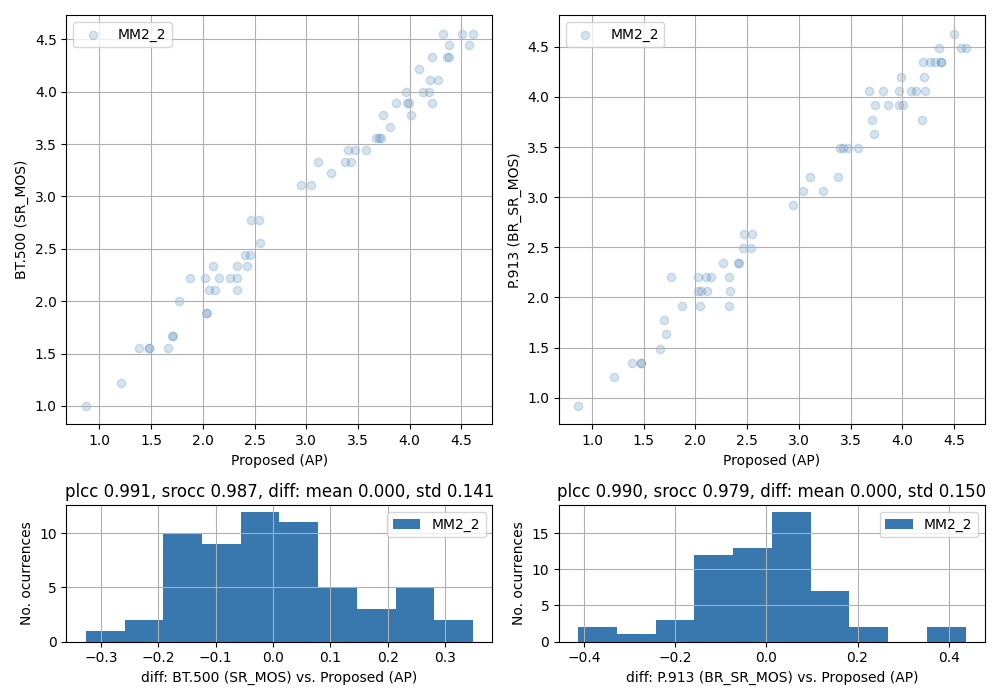 MM2_2
4.5
4.0
3.5
3.0
2.5
2.0
1.5
1.0
BT.500 (SR_MOS)
1.0 1.5 2.0 2.5 3.0 3.5 4.0 4.5
Proposed (AP)
MM2_2
4.5
4.0
3.5
3.0
2.5
2.0
1.5
1.0
P.913 (BR_SR_MOS)
1.0 1.5 2.0 2.5 3.0 3.5 4.0 4.5
Proposed (AP)
plcc 0.991, srocc 0.987, diff: mean 0.000, std 0.141
MM2_2
10
5
0
No. ocurrences
−0.3 −0.2 −0.1 0.0 0.1 0.2 0.3
diff: BT.500 (SR_MOS) vs. Proposed (AP)
plcc 0.990, srocc 0.979, diff: mean 0.000, std 0.150
MM2_2
15
10
5
0
No. ocurrences
−0.4 −0.2 0.0 0.2 0.4
diff: P.913 (BR_SR_MOS) vs. Proposed (AP)